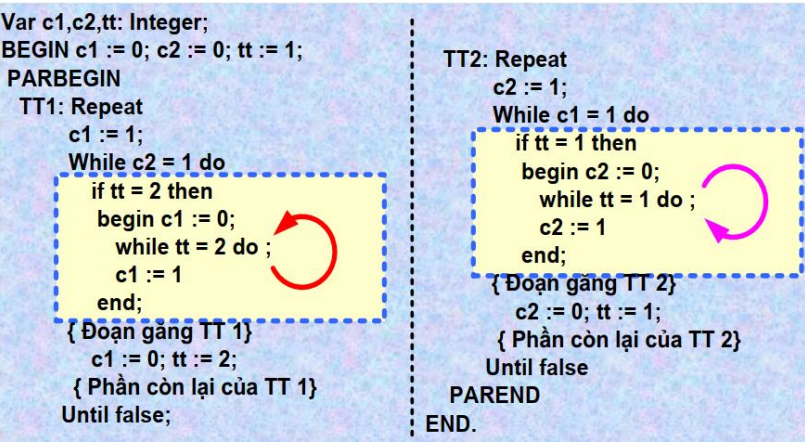 Var c1,c2,tt: Integer;
BEGIN c1 := 0; c2 := 0; tt := 1;
PARBEGIN
TT1: Repeat
c1 := 1;
While c2 = 1 do
if tt = 2 then
begin c1 := 0;
while tt = 2 do ;
c1 := 1
end;
{ Đoạn găng TT 1}
c1 := 0; tt := 2;
{ Phần còn lại của TT 1}
Until false;
TT2: Repeat
c2 := 1;
While c1 = 1 do
if tt = 1 then
begin c2 := 0;
while tt = 1 do ;
c2 := 1
end;
{ Đoạn găng TT 2}
c2 := 0; tt := 1;
{ Phần còn lại của TT 2}
Until false
PAREND
END.